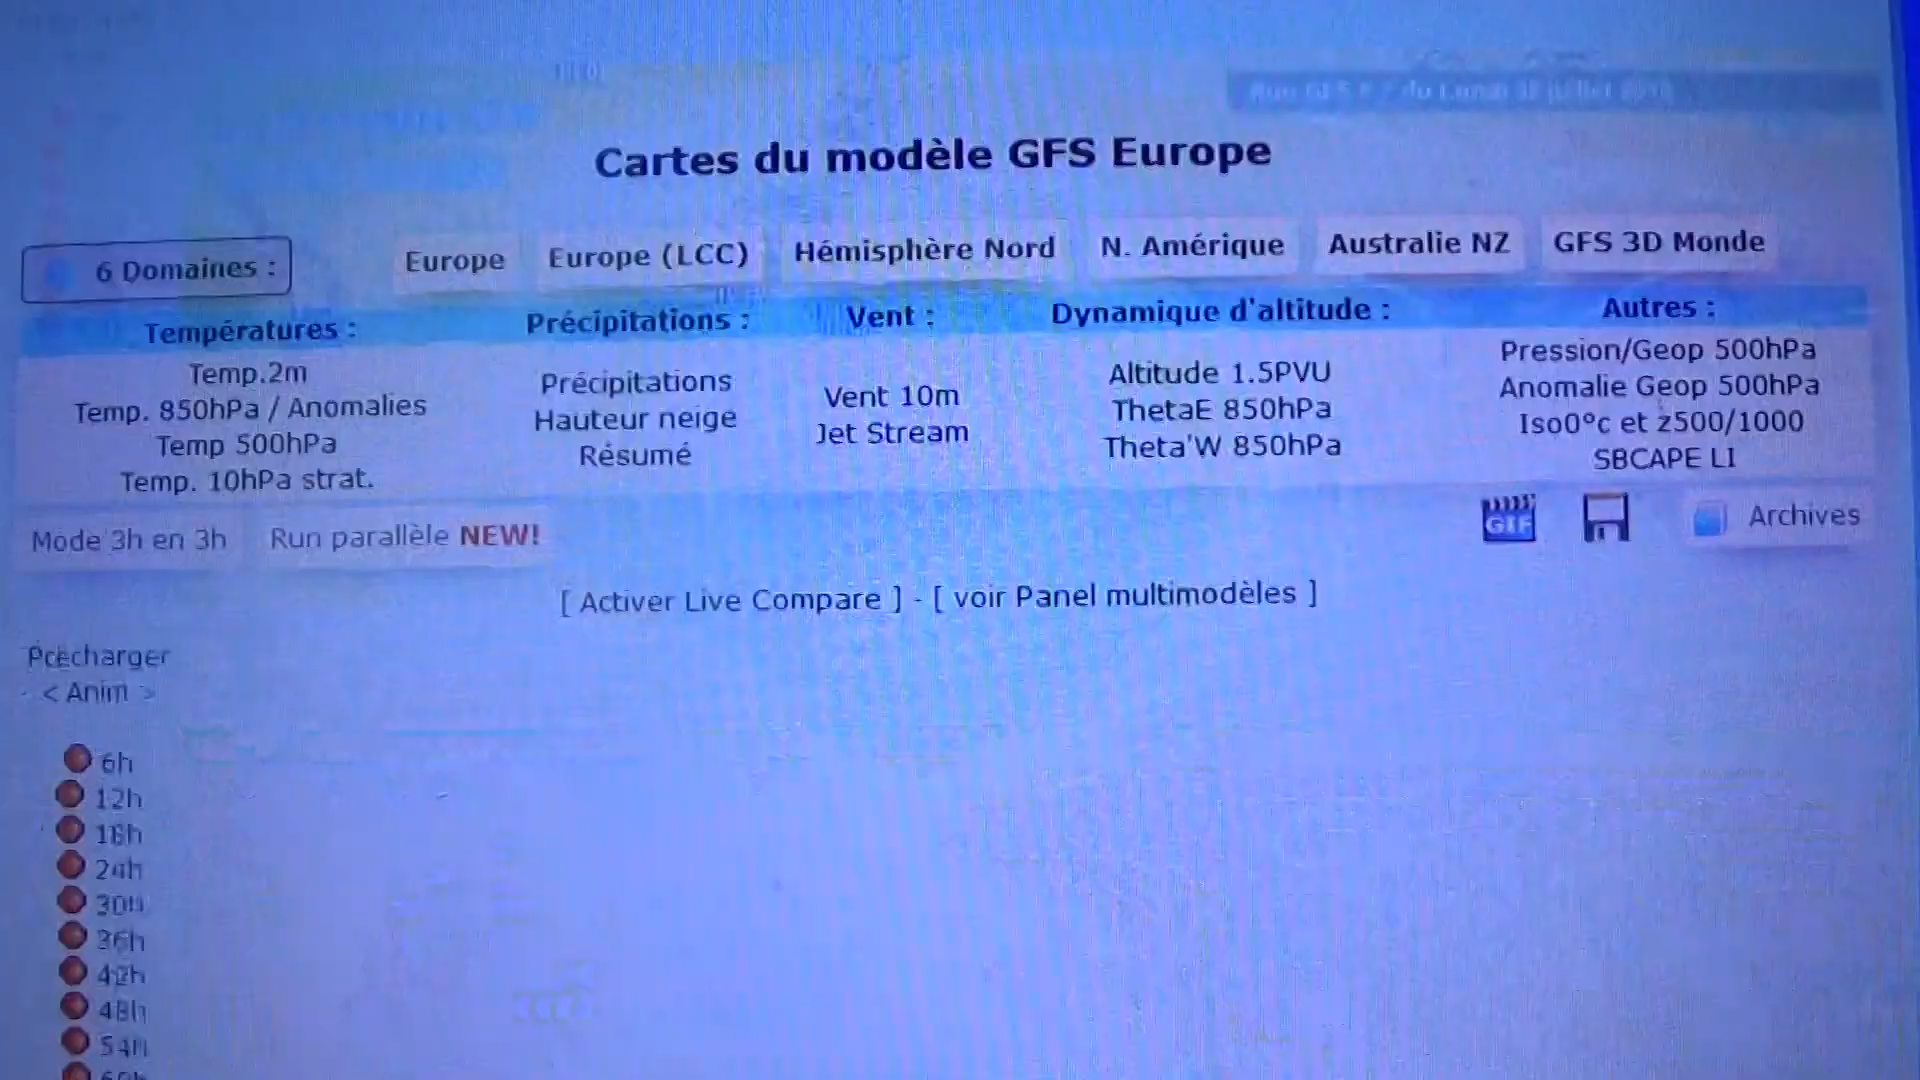 Cartes du modèle GFS Europe
6 Domaines : Europe Europe (LCC) Hémisphère Nord N. Amérique Australie NZ GFS 3D Monde
Températures : Précipitations : Vent : Dynamique d'altitude : Autres :
Temp.2m
Temp. 850hPa / Anomalies
Temp 500hPa
Temp. 10hPa strat.
Précipitations
Hauteur neige
Résumé
Vent 10m
Jet Stream
Altitude 1.5PVU
ThetaE 850hPa
Theta'W 850hPa
Pression/Geop 500hPa
Anomalie Geop 500hPa
Iso0°c et z500/1000
SBCAPE LI
Mode 3h en 3h Run parallèle NEW! GIF Archives
[ Activer Live Compare ] - [ voir Panel multimodèles ]
Précharger
< Anim >
6h
12h
18h
24h
30h
36h
42h
48h
54h
60h